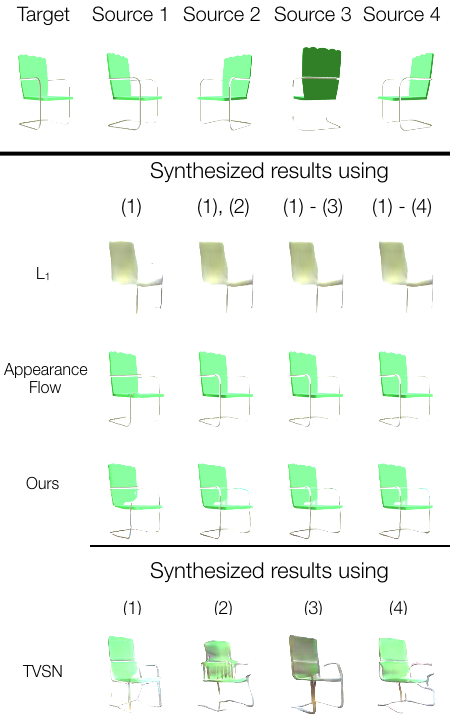 Target Source 1 Source 2 Source 3 Source 4
Synthesized results using
(1) (1), (2) (1) - (3) (1) - (4)
L₁
Appearance
Flow
Ours
Synthesized results using
(1) (2) (3) (4)
TVSN